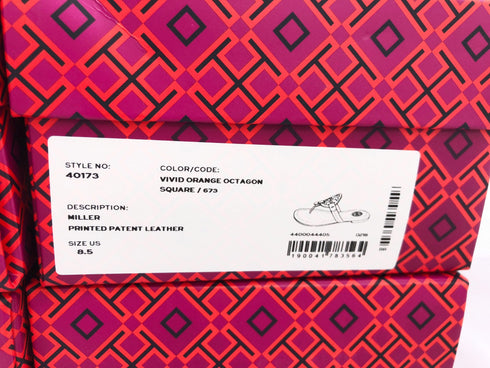 STYLE NO:
40173
COLOR/CODE:
VIVID ORANGE OCTAGON
SQUARE / 673
DESCRIPTION:
MILLER
PRINTED PATENT LEATHER
SIZE US
8.5
4400044405
190041783564